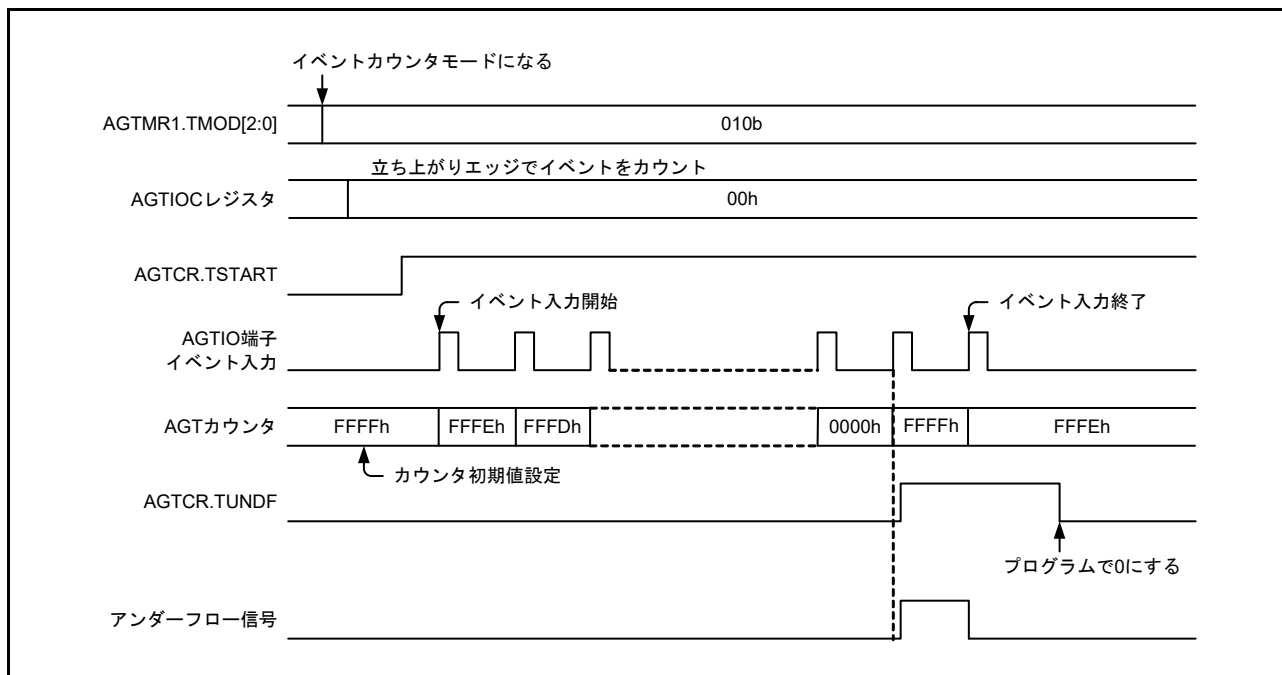 イベントカウンタモードになる
AGTMR1.TMOD[2:0]
010b
立ち上がりエッジでイベントをカウント
AGTIOCレジスタ
00h
AGTCR.TSTART
イベント入力開始
イベント入力終了
AGTIO端子
イベント入力
AGTカウンタ
FFFFh
FFFEh
FFFDh
0000h
FFFFh
FFFEh
カウンタ初期値設定
AGTCR.TUNDF
プログラムで0にする
アンダーフロー信号